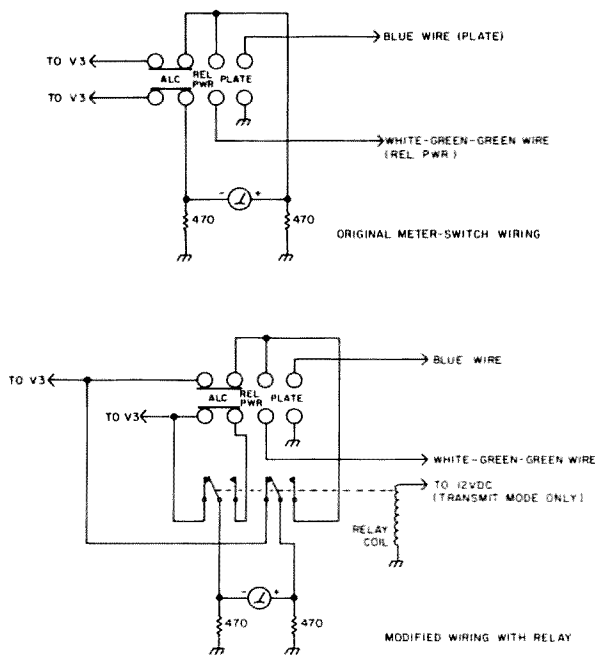 BLUE WIRE (PLATE)
TO V3
ALC
REL PWR
PLATE
TO V3
WHITE-GREEN-GREEN WIRE
(REL. PWR)
- +
470
470
ORIGINAL METER-SWITCH WIRING
BLUE WIRE
TO V3
ALC
REL PWR
PLATE
TO V3
WHITE-GREEN-GREEN WIRE
TO 12VDC
(TRANSMIT MODE ONLY)
RELAY
COIL
- +
470
470
MODIFIED WIRING WITH RELAY